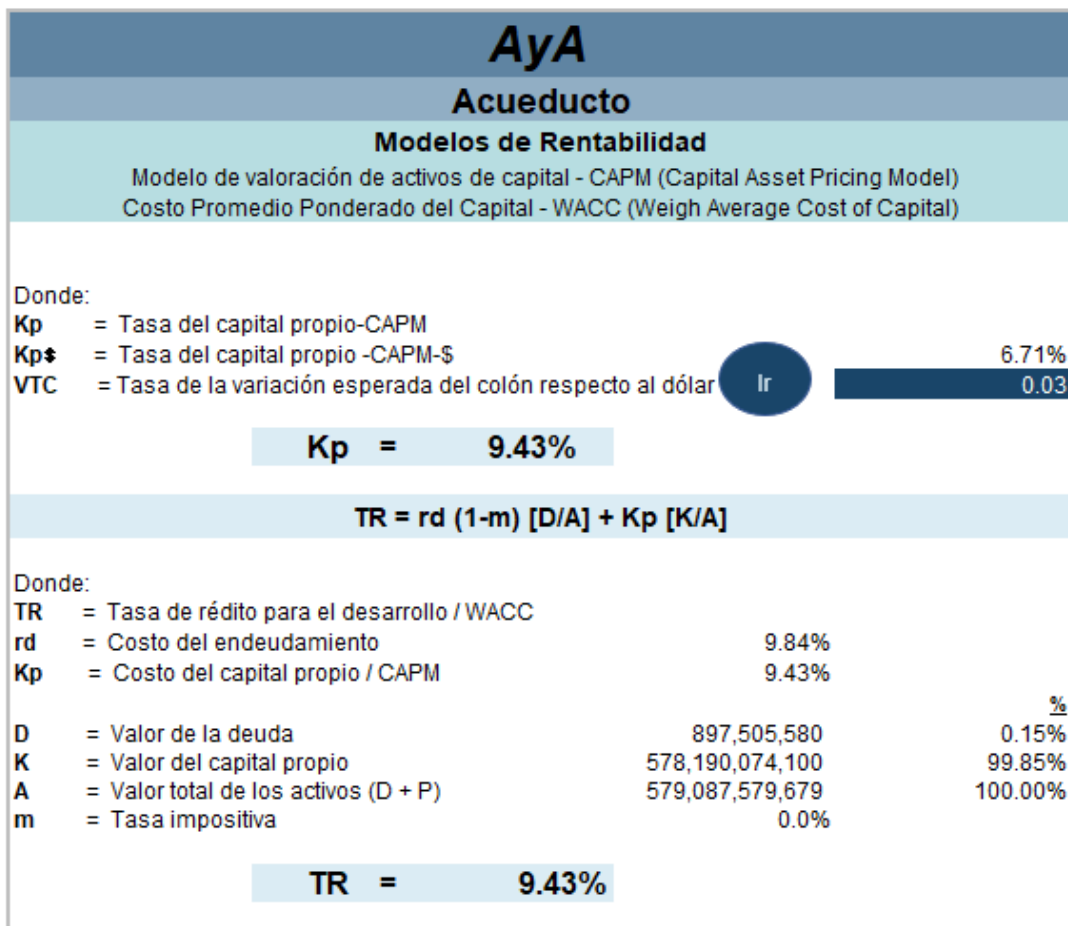 AyA
Acueducto
Modelos de Rentabilidad
Modelo de valoración de activos de capital - CAPM (Capital Asset Pricing Model)
Costo Promedio Ponderado del Capital - WACC (Weigh Average Cost of Capital)
Donde:
Kp = Tasa del capital propio-CAPM
Kp$ = Tasa del capital propio -CAPM-$ 6.71%
VTC = Tasa de la variación esperada del colón respecto al dólar Ir 0.03
Kp = 9.43%
TR = rd (1-m) [D/A] + Kp [K/A]
Donde:
TR = Tasa de rédito para el desarrollo / WACC
rd = Costo del endeudamiento 9.84%
Kp = Costo del capital propio / CAPM 9.43%
%
D = Valor de la deuda 897,505,580 0.15%
K = Valor del capital propio 578,190,074,100 99.85%
A = Valor total de los activos (D + P) 579,087,579,679 100.00%
m = Tasa impositiva 0.0%
TR = 9.43%